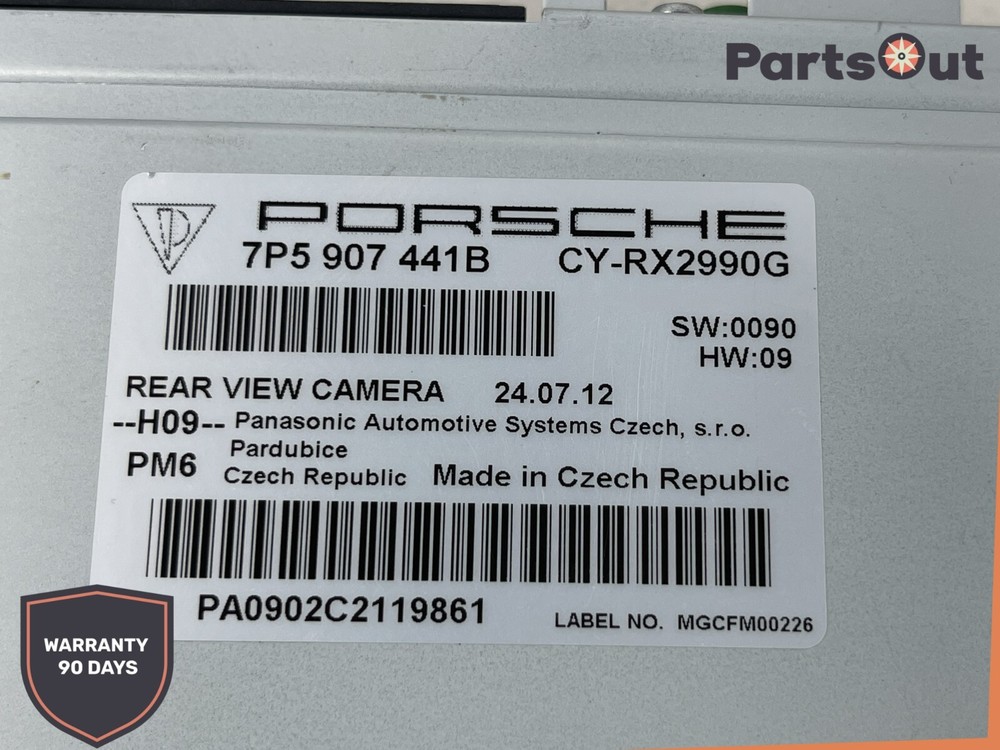 PartsOut
PORSCHE
7P5 907 441B CY-RX2990G
SW:0090
HW:09
REAR VIEW CAMERA 24.07.12
--H09-- Panasonic Automotive Systems Czech, s.r.o.
Pardubice
PM6 Czech Republic Made in Czech Republic
PA0902C2119861 LABEL NO. MGCFM00226
WARRANTY
90 DAYS